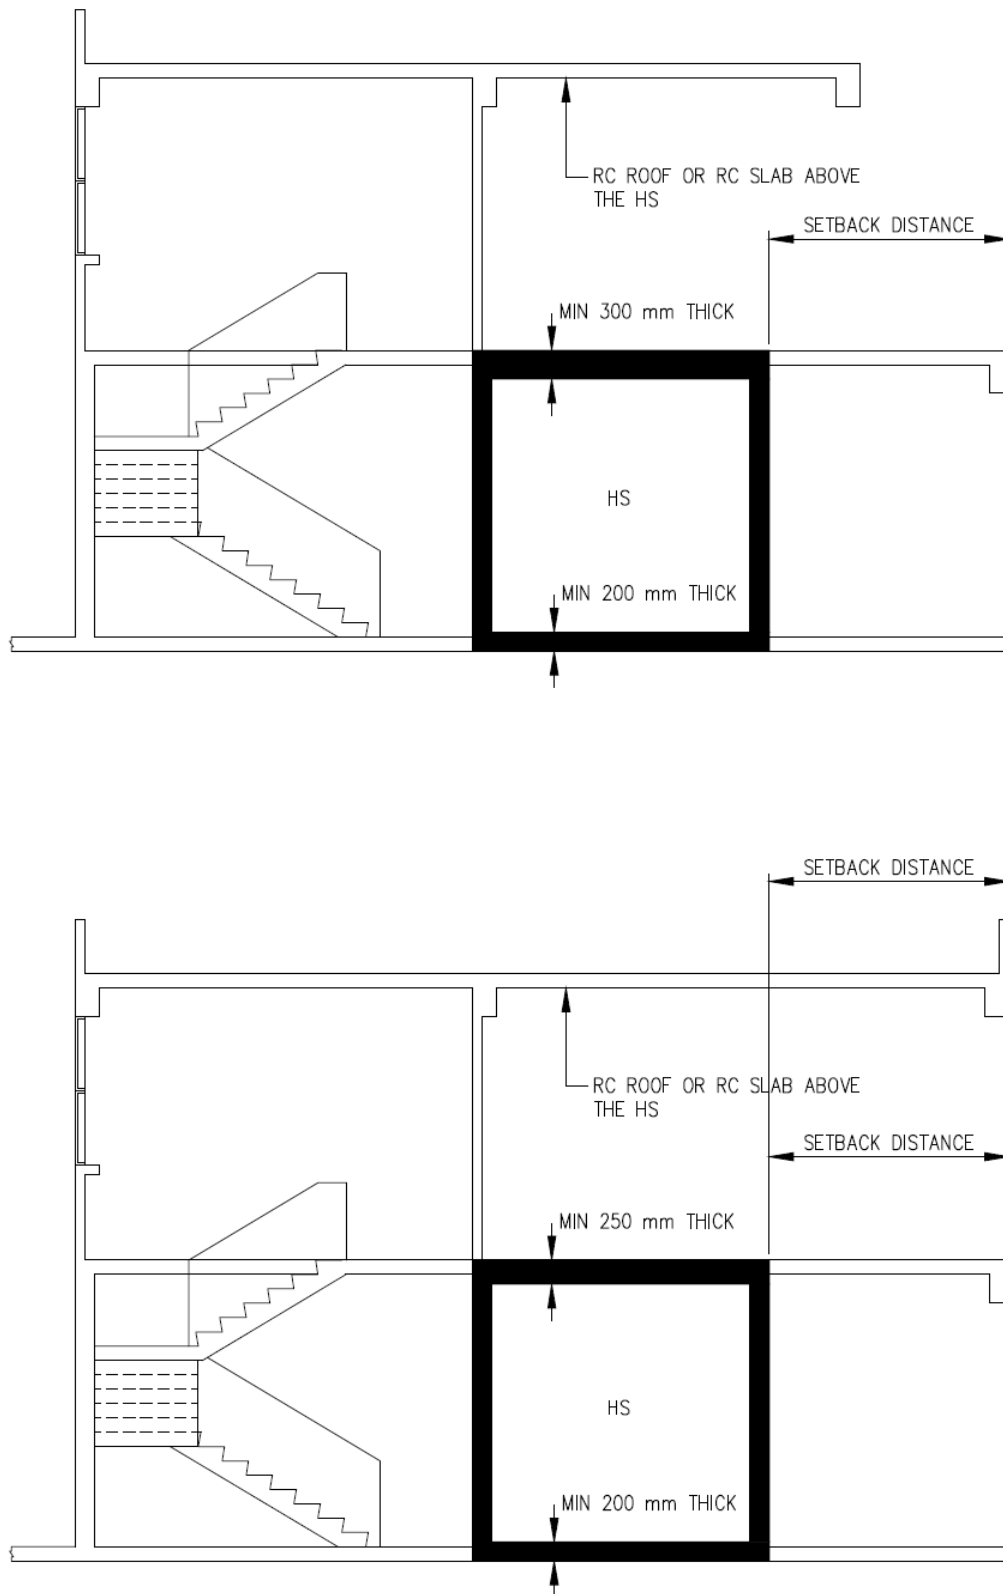 RC ROOF OR RC SLAB ABOVE
THE HS
SETBACK DISTANCE
MIN 300 mm THICK
HS
MIN 200 mm THICK
SETBACK DISTANCE
RC ROOF OR RC SLAB ABOVE
THE HS
SETBACK DISTANCE
MIN 250 mm THICK
HS
MIN 200 mm THICK